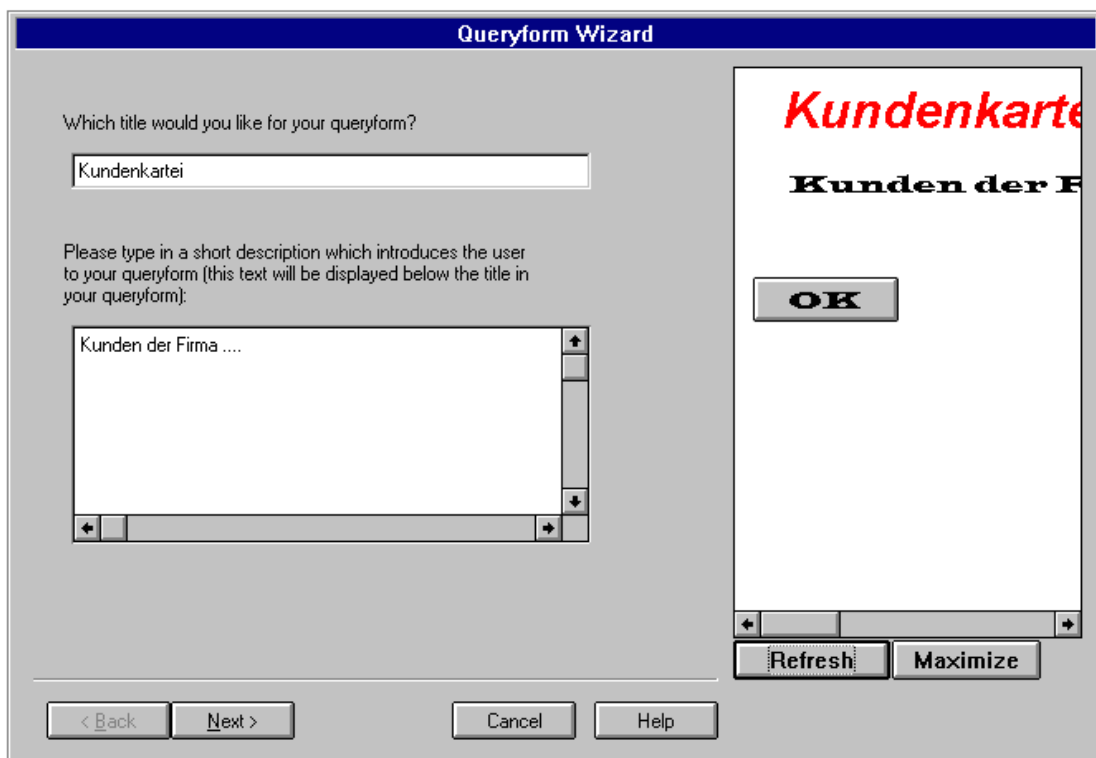 Queryform Wizard
Which title would you like for your queryform?
Kundenkartei
Please type in a short description which introduces the user
to your queryform (this text will be displayed below the title in
your queryform):
Kunden der Firma ....
< Back
Next >
Cancel
Help
Kundenkarte
Kunden der F
OK
Refresh
Maximize